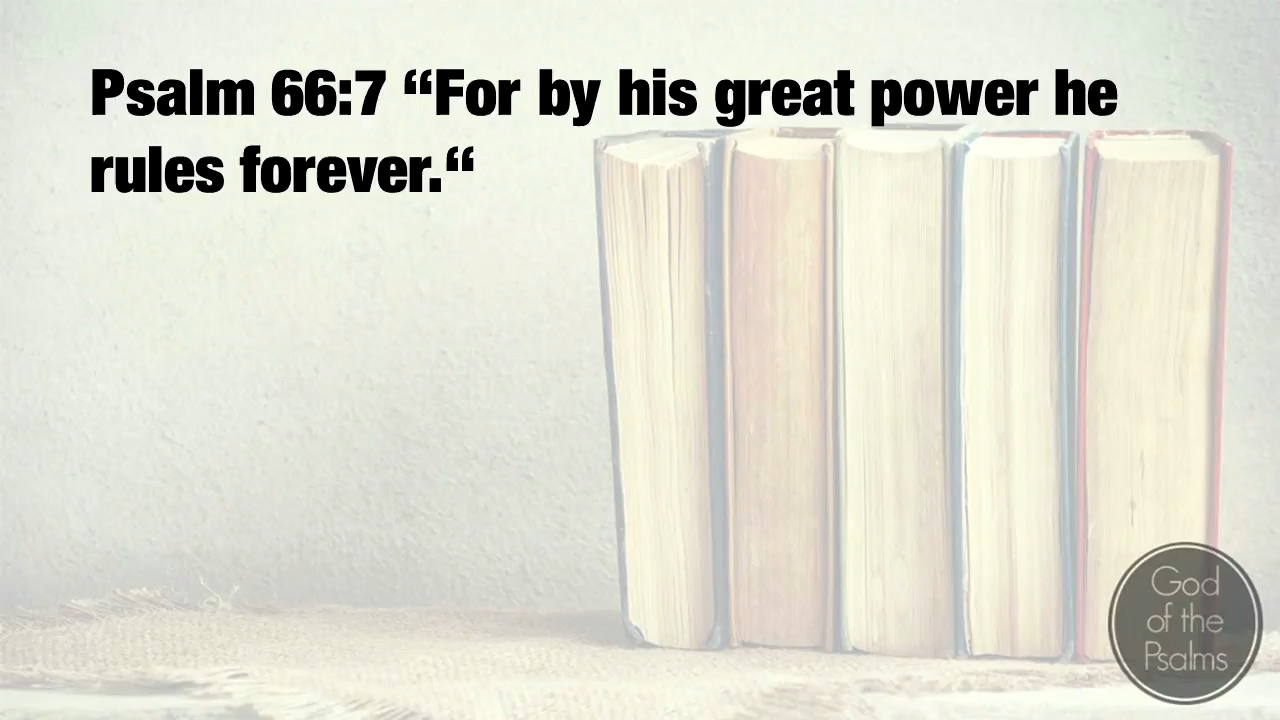 Psalm 66:7 “For by his great power he
rules forever.“
God
of the
Psalms